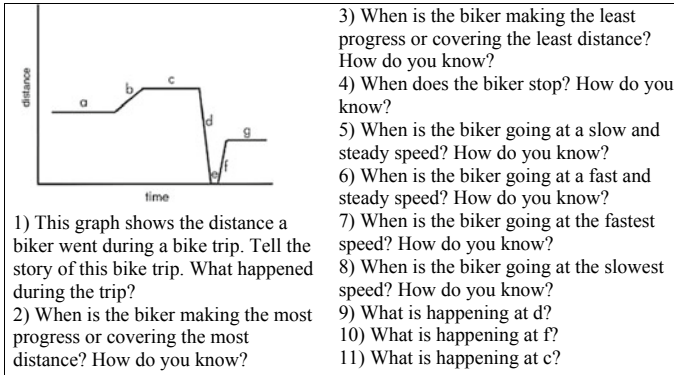 distance
a
b
c
d
e
f
g
time
1) This graph shows the distance a
biker went during a bike trip. Tell the
story of this bike trip. What happened
during the trip?
2) When is the biker making the most
progress or covering the most
distance? How do you know?
3) When is the biker making the least
progress or covering the least distance?
How do you know?
4) When does the biker stop? How do you
know?
5) When is the biker going at a slow and
steady speed? How do you know?
6) When is the biker going at a fast and
steady speed? How do you know?
7) When is the biker going at the fastest
speed? How do you know?
8) When is the biker going at the slowest
speed? How do you know?
9) What is happening at d?
10) What is happening at f?
11) What is happening at c?